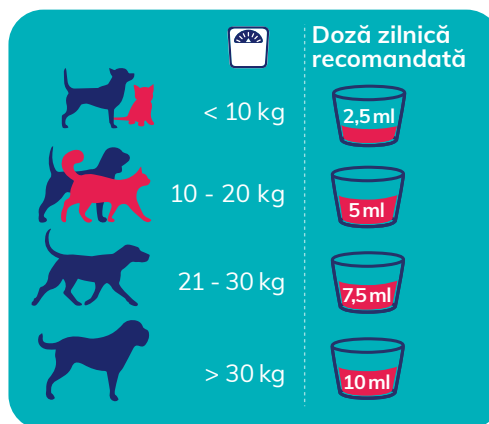 Doză zilnică
recomandată
< 10 kg
2,5 ml
10 - 20 kg
5 ml
21 - 30 kg
7,5 ml
> 30 kg
10 ml